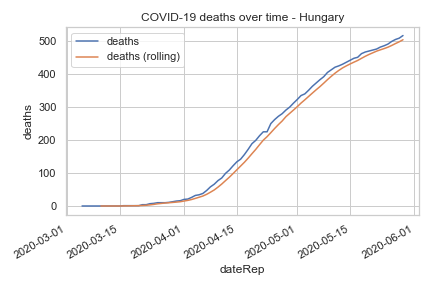 COVID-19 deaths over time - Hungary
deaths
deaths (rolling)
deaths
500
400
300
200
100
0
2020-03-01
2020-03-15
2020-04-01
2020-04-15
2020-05-01
2020-05-15
2020-06-01
dateRep